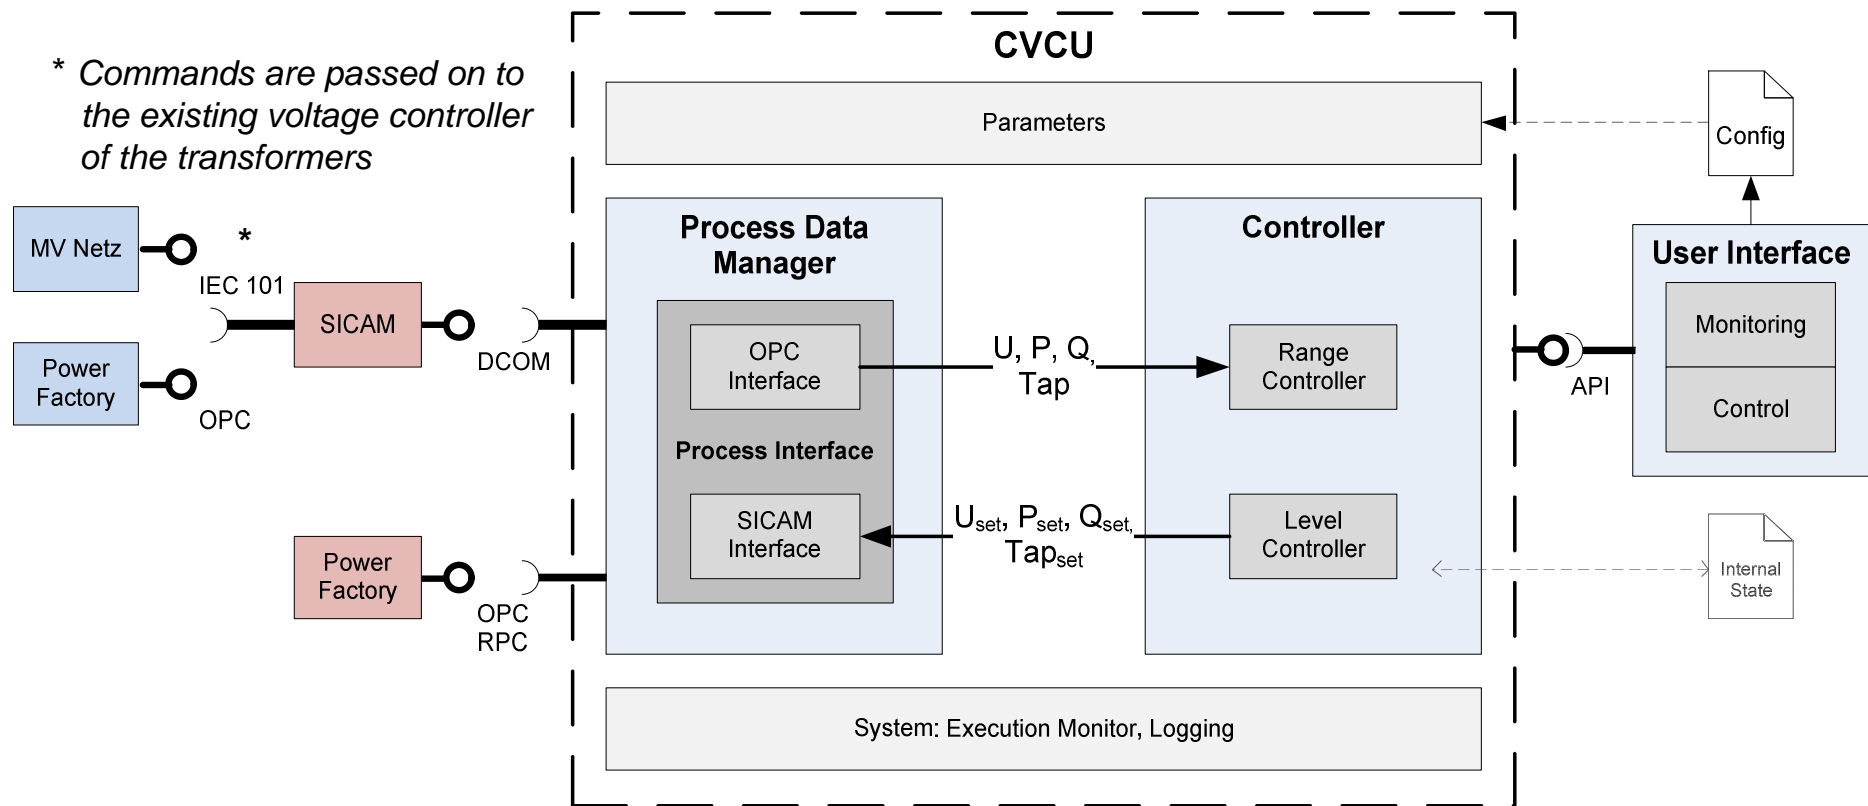 CVCU
* Commands are passed on to
the existing voltage controller
of the transformers
Parameters
Config
MV Netz
*
IEC 101
SICAM
Power
Factory
OPC
DCOM
Process Data
Manager
OPC
Interface
Process Interface
SICAM
Interface
U, P, Q,
Tap
Uset, Pset, Qset,
Tapset
Controller
Range
Controller
Level
Controller
API
User Interface
Monitoring
Control
Internal
State
Power
Factory
OPC
RPC
System: Execution Monitor, Logging